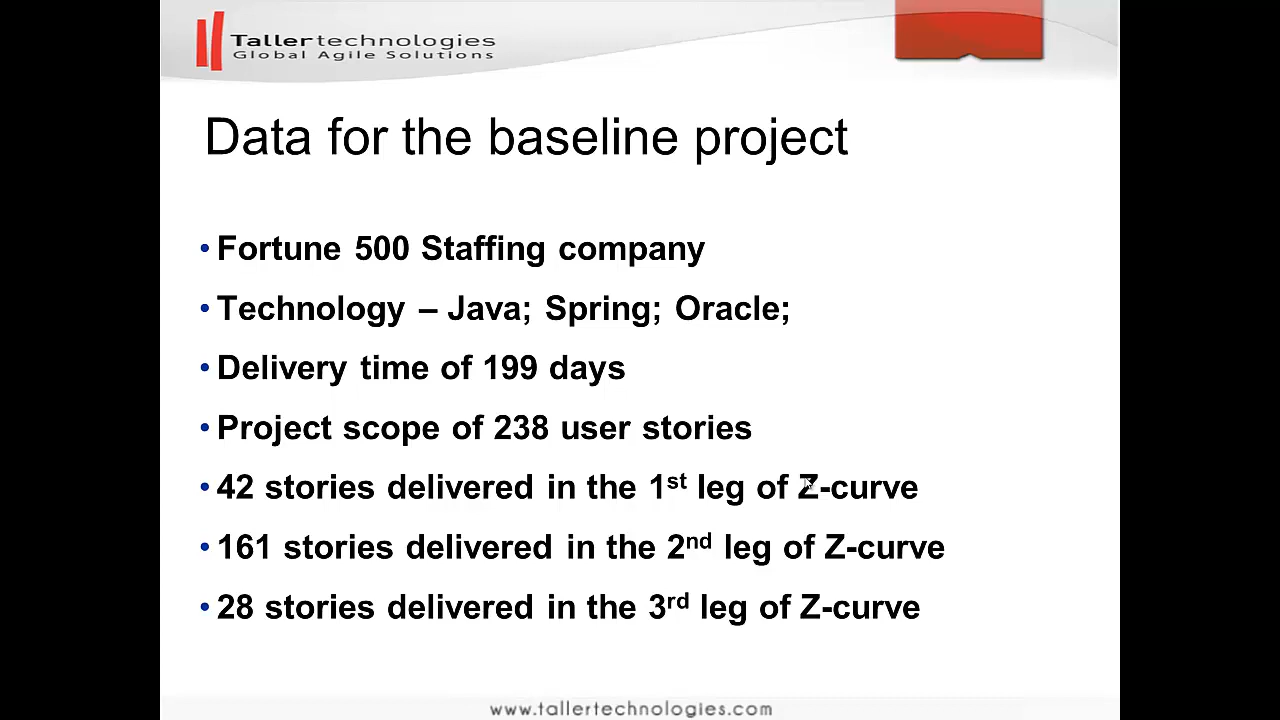 Tallertechnologies
Global Agile Solutions
Data for the baseline project
• Fortune 500 Staffing company
• Technology – Java; Spring; Oracle;
• Delivery time of 199 days
• Project scope of 238 user stories
• 42 stories delivered in the 1st leg of Z-curve
• 161 stories delivered in the 2nd leg of Z-curve
• 28 stories delivered in the 3rd leg of Z-curve
www.tallertechnologies.com